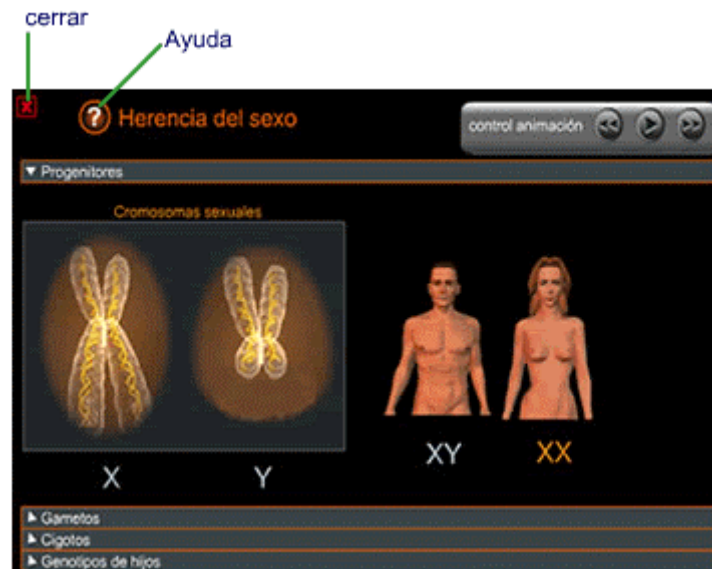 cerrar
Ayuda
x
?
Herencia del sexo
control animación
Progenitores
Cromosomas sexuales
XY
XX
X
Y
Gametos
Cigotos
Genotipos de hijos